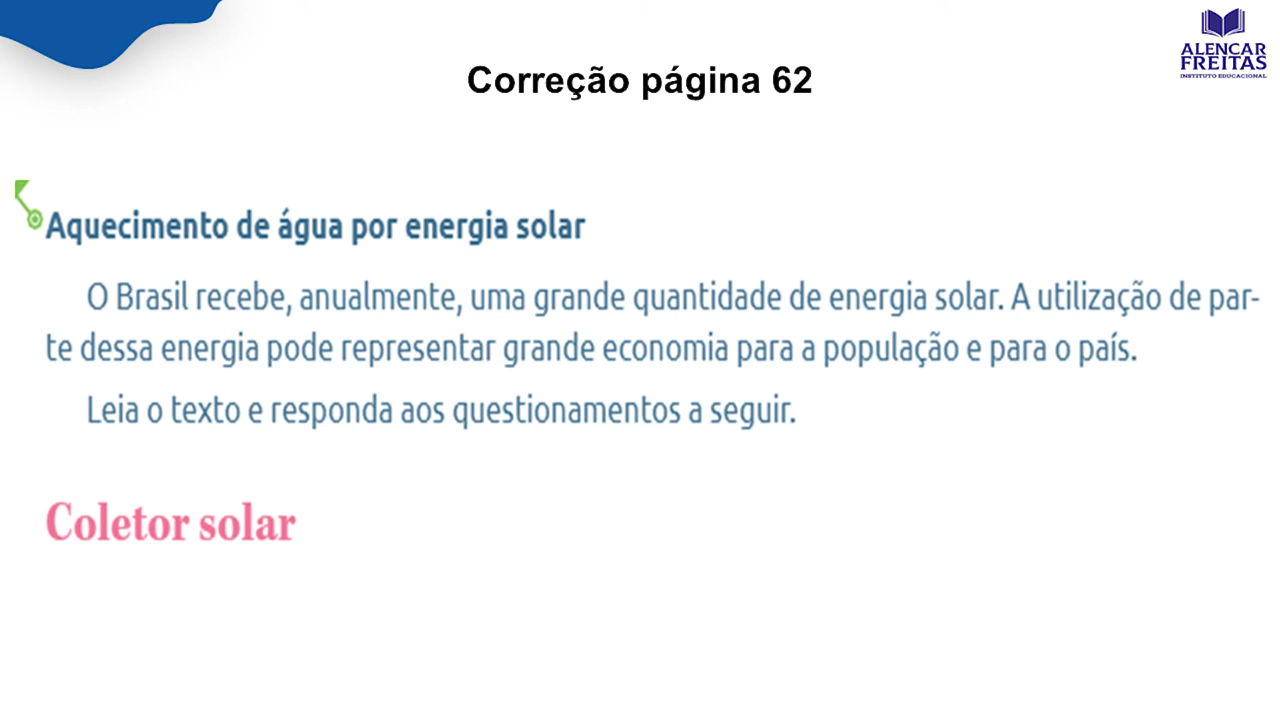 ALENCAR
FREITAS
INSTITUTO EDUCACIONAL
Correção página 62
Aquecimento de água por energia solar
O Brasil recebe, anualmente, uma grande quantidade de energia solar. A utilização de par-
te dessa energia pode representar grande economia para a população e para o país.
Leia o texto e responda aos questionamentos a seguir.
Coletor solar